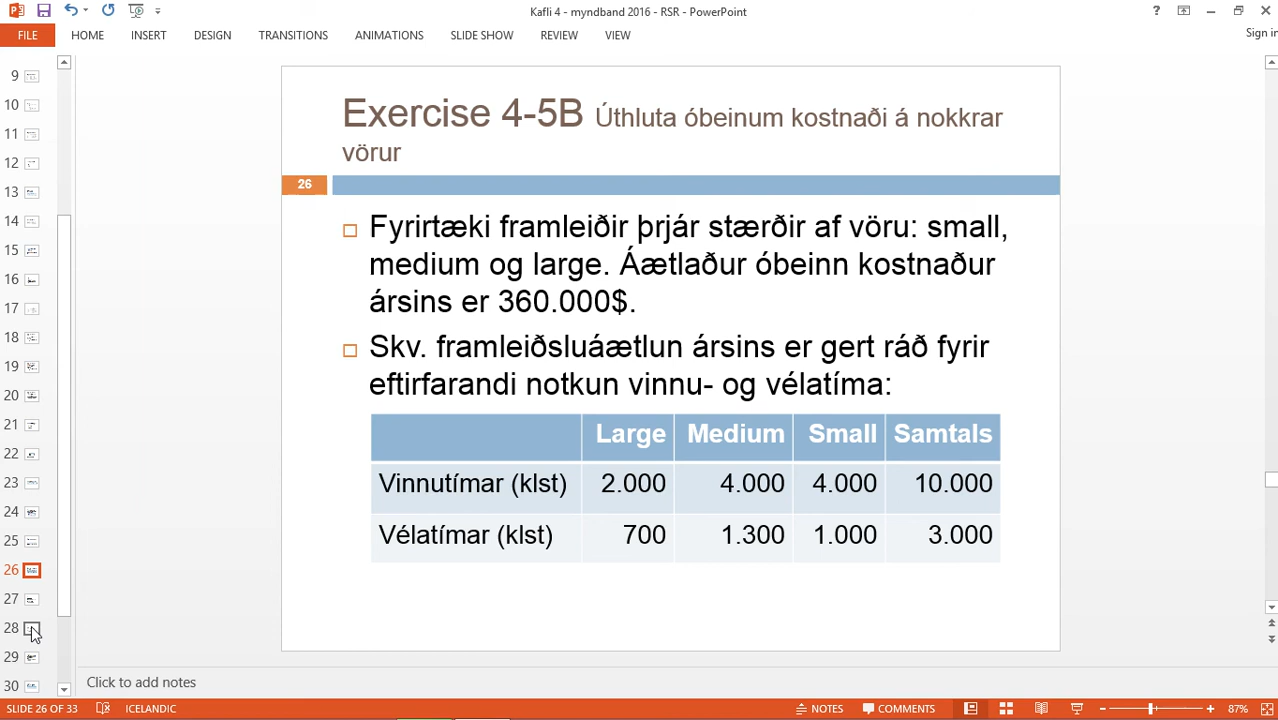 Kafli 4 - myndband 2016 - RSR - PowerPoint
?
FILE HOME INSERT DESIGN TRANSITIONS ANIMATIONS SLIDE SHOW REVIEW VIEW
Sign in
9
10
11
12
13
14
15
16
17
18
19
20
21
22
23
24
25
26
27
28
29
30
Exercise 4-5B Úthluta óbeinum kostnaði á nokkrar
vörur
26
Fyrirtæki framleiðir þrjár stærðir af vöru: small,
medium og large. Áætlaður óbeinn kostnaður
ársins er 360.000$.
Skv. framleiðsluáætlun ársins er gert ráð fyrir
eftirfarandi notkun vinnu- og vélatíma:
Large Medium Small Samtals
Vinnutímar (klst) 2.000 4.000 4.000 10.000
Vélatímar (klst) 700 1.300 1.000 3.000
Click to add notes
SLIDE 26 OF 33 ICELANDIC NOTES COMMENTS 87%